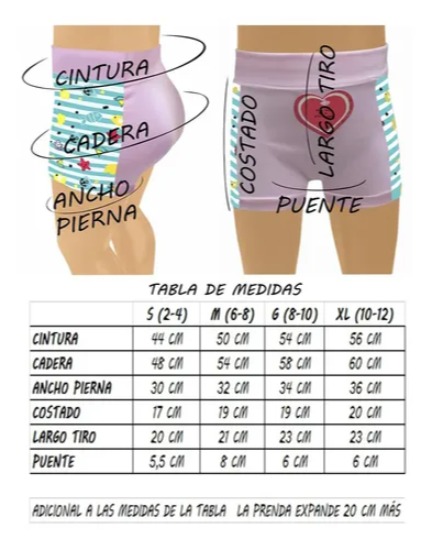 CINTURA
CADERA
ANCHO
PIERNA
COSTADO
LARGO TIRO
PUENTE
TABLA DE MEDIDAS
S (2-4) M (6-8) G (8-10) XL (10-12)
CINTURA 44 CM 50 CM 54 CM 56 CM
CADERA 48 CM 54 CM 58 CM 60 CM
ANCHO PIERNA 30 CM 32 CM 34 CM 36 CM
COSTADO 17 CM 19 CM 19 CM 20 CM
LARGO TIRO 20 CM 21 CM 23 CM 23 CM
PUENTE 5,5 CM 8 CM 6 CM 6 CM
ADICIONAL A LAS MEDIDAS DE LA TABLA LA PRENDA EXPANDE 20 CM MÁS